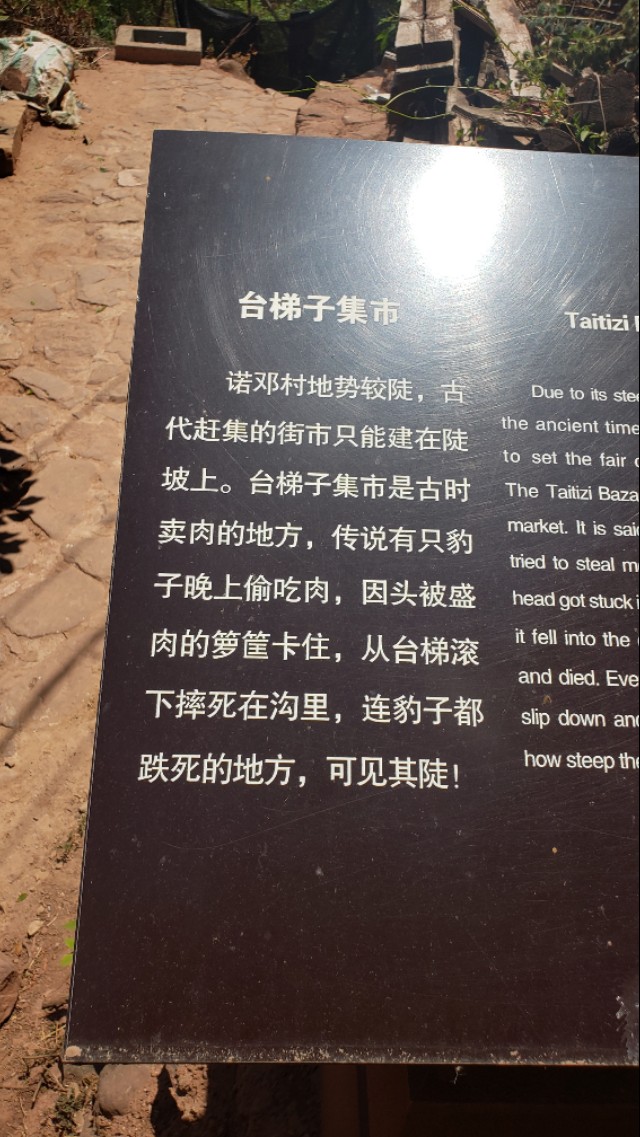 台梯子集市
诺邓村地势较陡，古
代赶集的街市只能建在陡
坡上。台梯子集市是古时
卖肉的地方，传说有只豹
子晚上偷吃肉，因头被盛
肉的箩筐卡住，从台梯滚
下摔死在沟里，连豹子都
跌死的地方，可见其陡！
Taitizi
Due to its
the ancient time
to set the fair
The Taitizi
market. It is
tried to steal
head got stuck
it fell into the
and died.
slip down
how steep